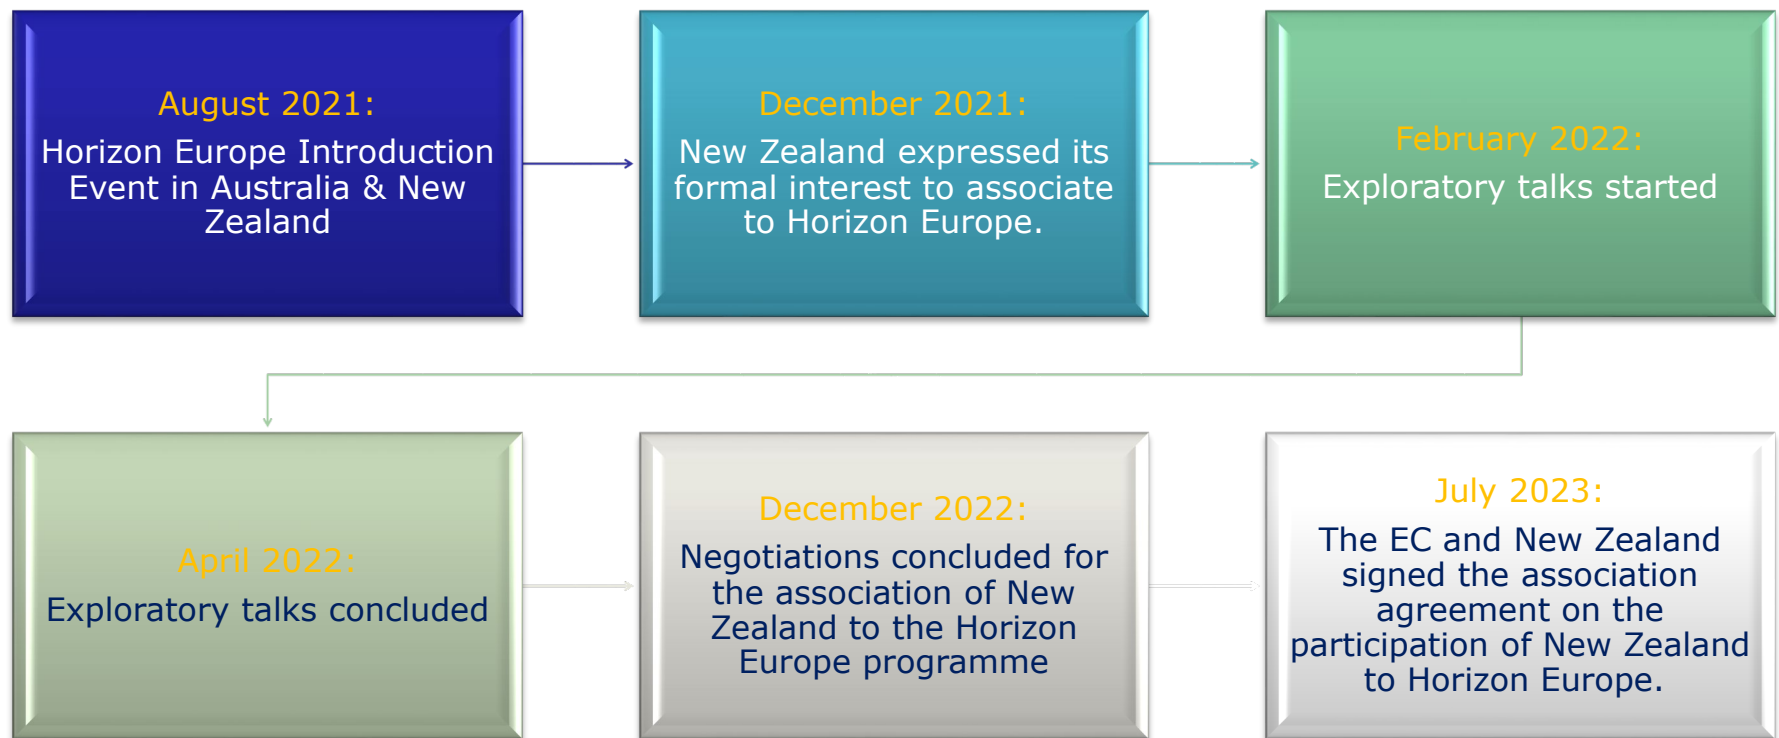 August 2021:
Horizon Europe Introduction
Event in Australia & New
Zealand
December 2021:
New Zealand expressed its
formal interest to associate
to Horizon Europe.
February 2022:
Exploratory talks started
April 2022:
Exploratory talks concluded
December 2022:
Negotiations concluded for
the association of New
Zealand to the Horizon
Europe programme
July 2023:
The EC and New Zealand
signed the association
agreement on the
participation of New Zealand
to Horizon Europe.